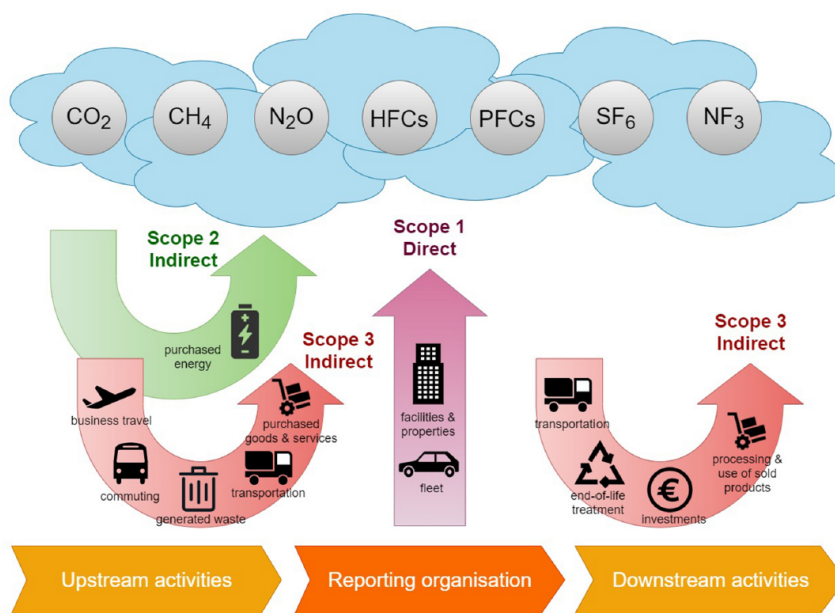 CO₂
CH₄
N₂O
HFCs
PFCs
SF₆
NF₃
Scope 2
Indirect
purchased
energy
Scope 3
Indirect
business travel
commuting
generated waste
transportation
purchased
goods & services
Scope 1
Direct
facilities &
properties
fleet
Scope 3
Indirect
transportation
end-of-life
treatment
€
investments
processing &
use of sold
products
Upstream activities
Reporting organisation
Downstream activities